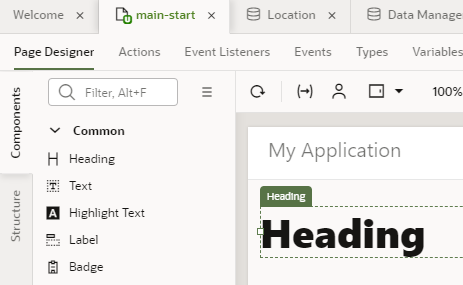 Welcome × main-start × Location × Data Manage
Page Designer Actions Event Listeners Events Types Variables
Components
Structure
Filter, Alt+F
100%
Common
Heading
Text
Highlight Text
Label
Badge
My Application
Heading
Heading